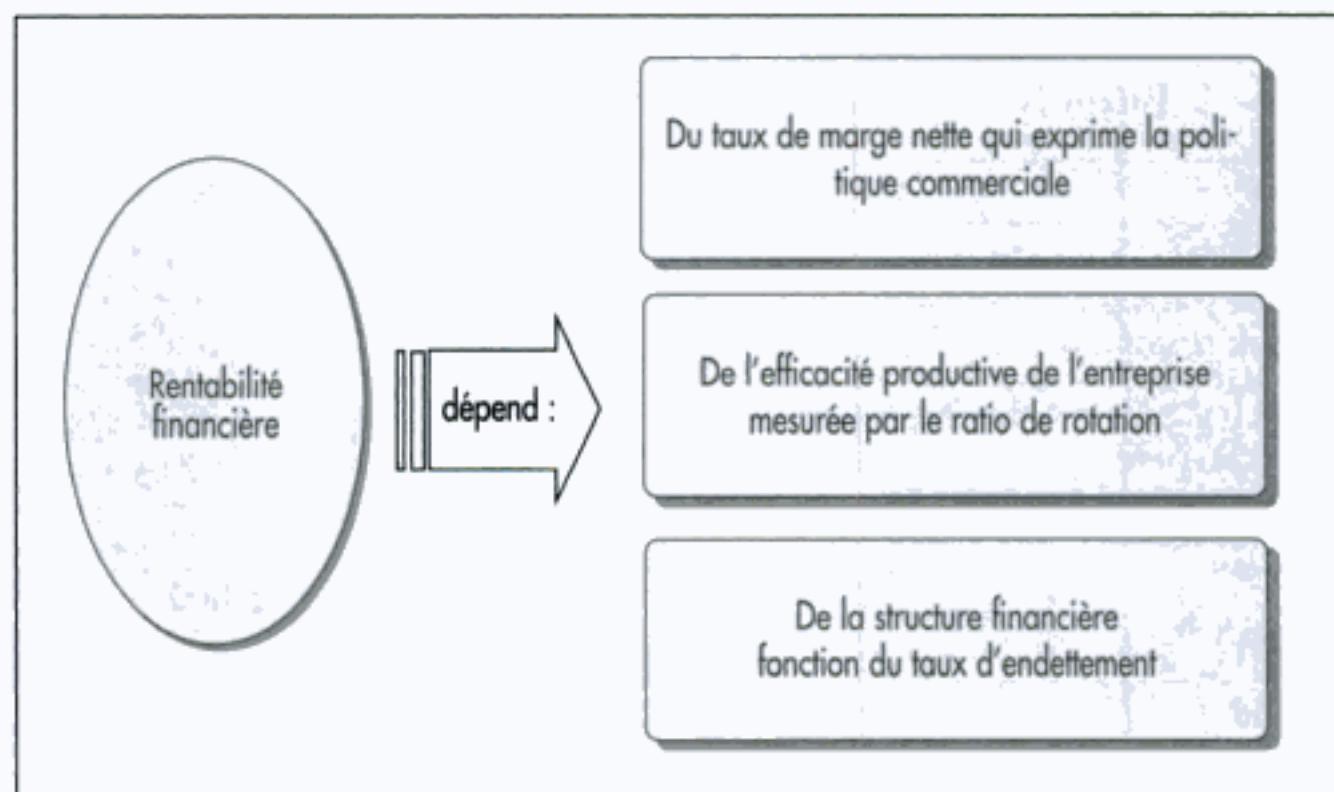 Rentabilité
financière
dépend :
Du taux de marge nette qui exprime la poli-
tique commerciale
De l'efficacité productive de l'entreprise
mesurée par le ratio de rotation
De la structure financière
fonction du taux d'endettement